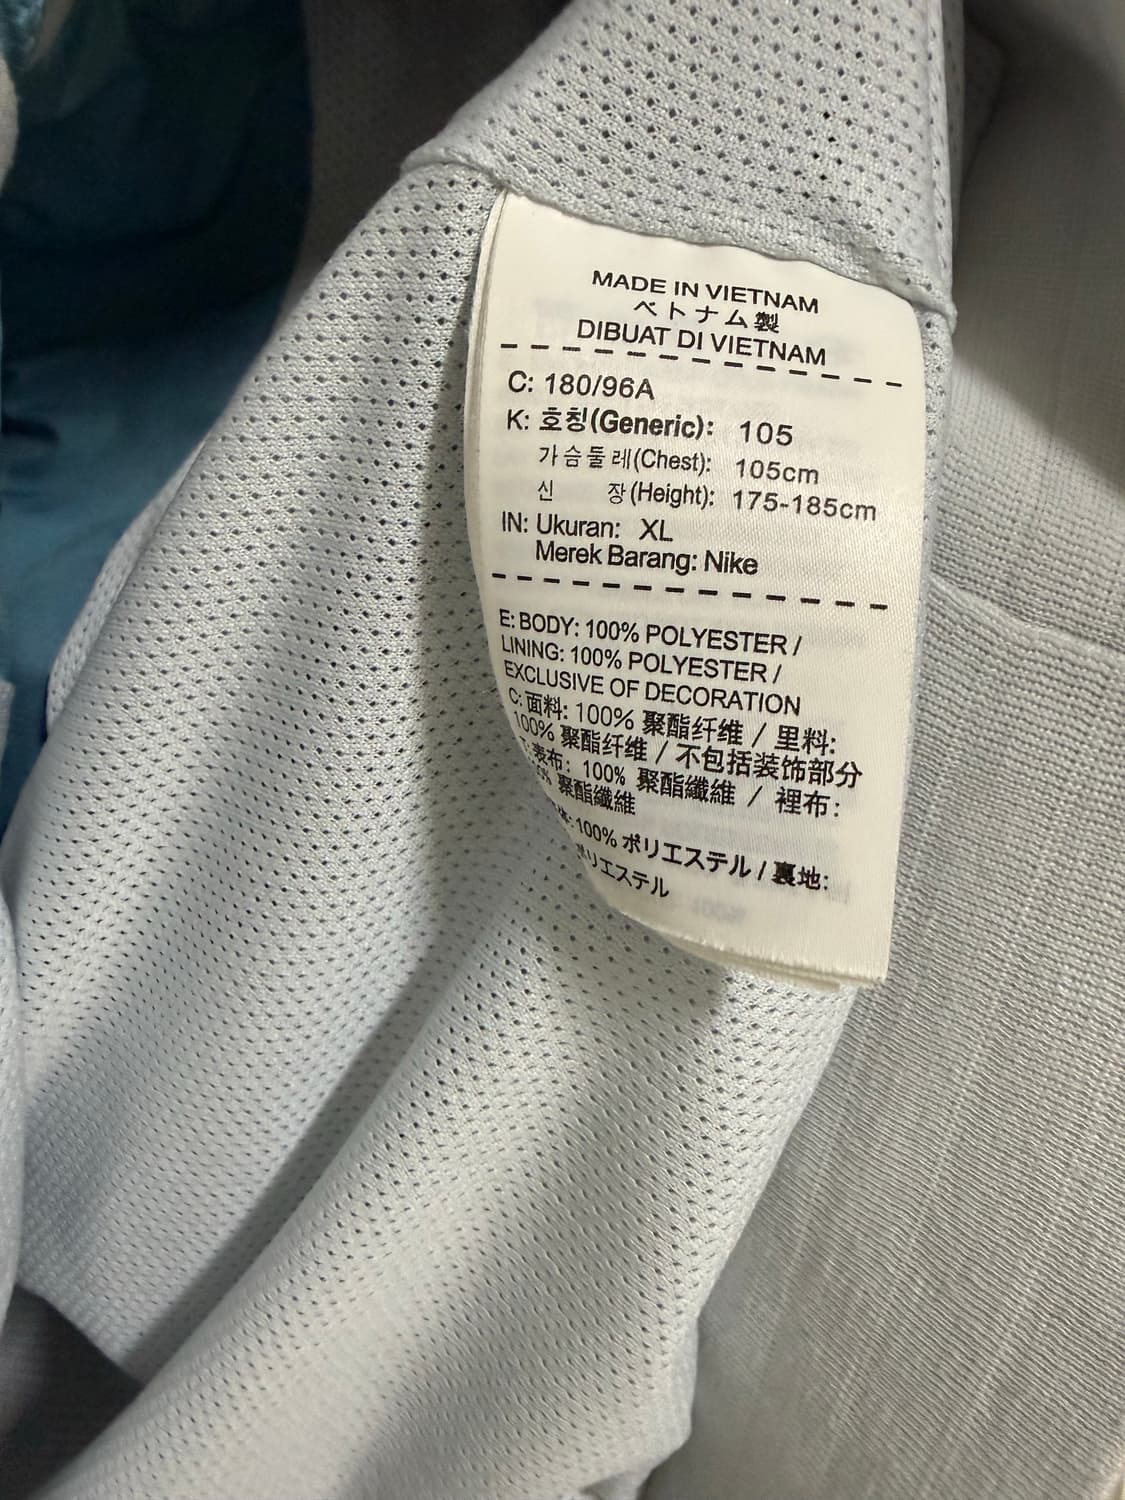 MADE IN VIETNAM
ベトナム製
DIBUAT DI VIETNAM
C: 180/96A
K: 호칭(Generic): 105
가슴둘레(Chest): 105cm
신 장(Height): 175-185cm
IN: Ukuran: XL
Merek Barang: Nike
E: BODY: 100% POLYESTER /
LINING: 100% POLYESTER /
EXCLUSIVE OF DECORATION
C: 面料: 100% 聚酯纤维 / 里料:
100% 聚酯纤维 / 不包括装饰部分
T: 表布: 100% 聚酯纖維 / 裡布:
聚酯纖維
100% ポリエステル / 裏地:
ポリエステル